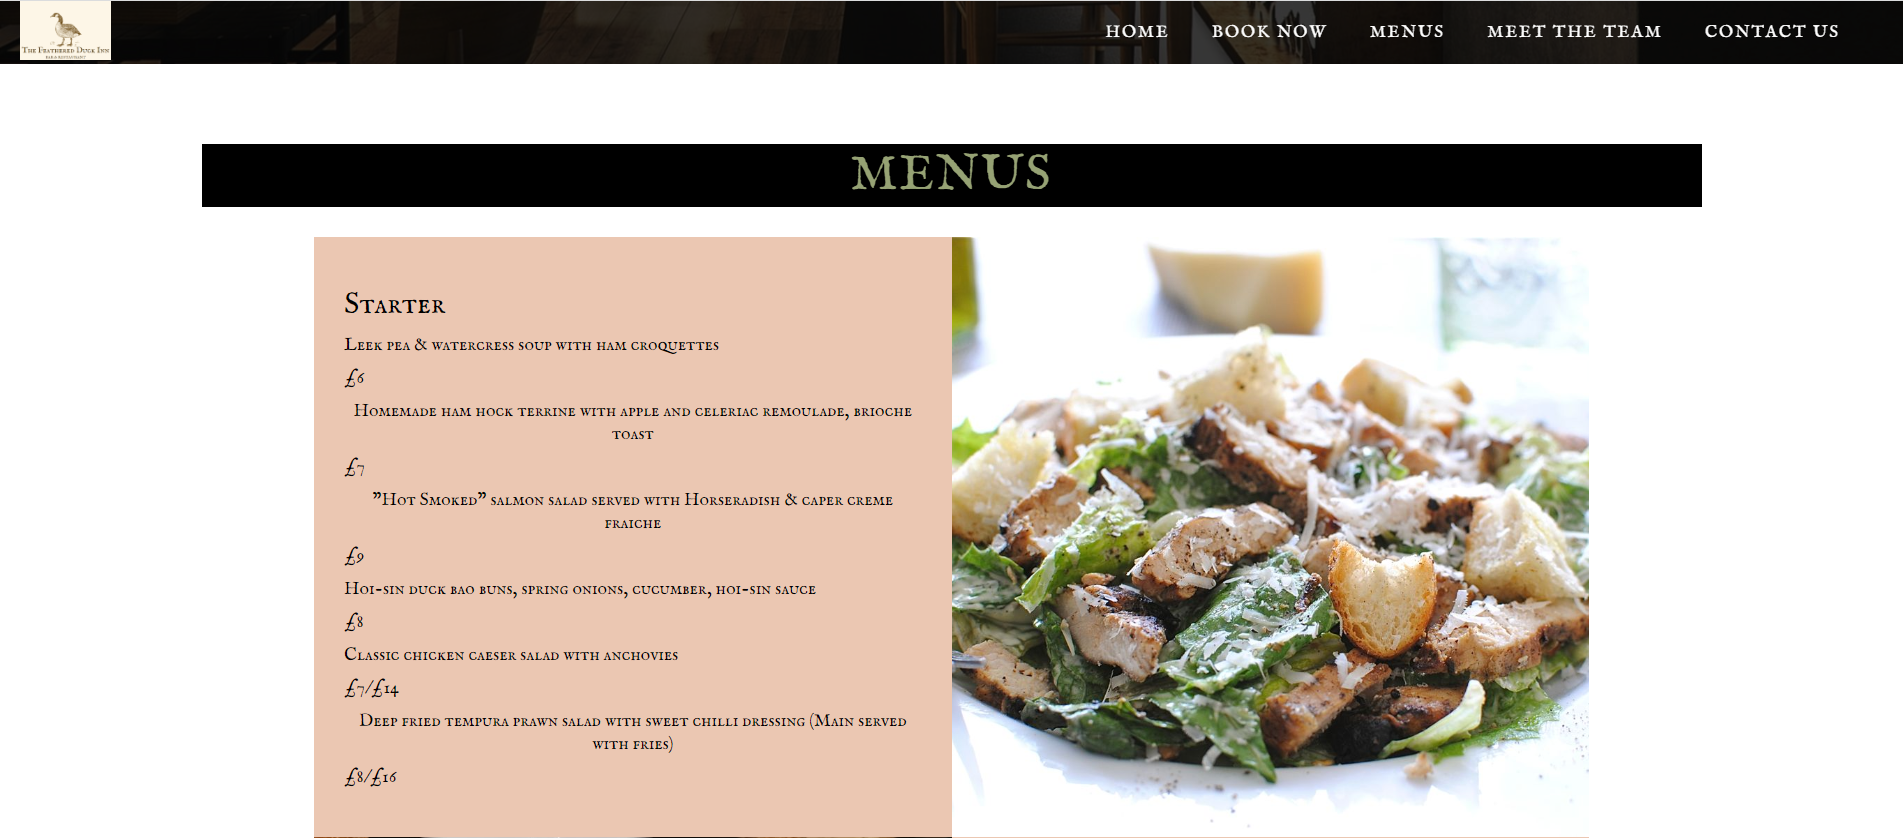 The Feathered Duck Inn
BAR & RESTAURANT
HOME BOOK NOW MENUS MEET THE TEAM CONTACT US
MENUS
Starter
Leek pea & watercress soup with ham croquettes
£6
Homemade ham hock terrine with apple and celeriac remoulade, brioche
toast
£7
"Hot Smoked" salmon salad served with Horseradish & caper creme
fraiche
£9
Hoi-sin duck bao buns, spring onions, cucumber, hoi-sin sauce
£8
Classic chicken caeser salad with anchovies
£7/£14
Deep fried tempura prawn salad with sweet chilli dressing (Main served
with fries)
£8/£16